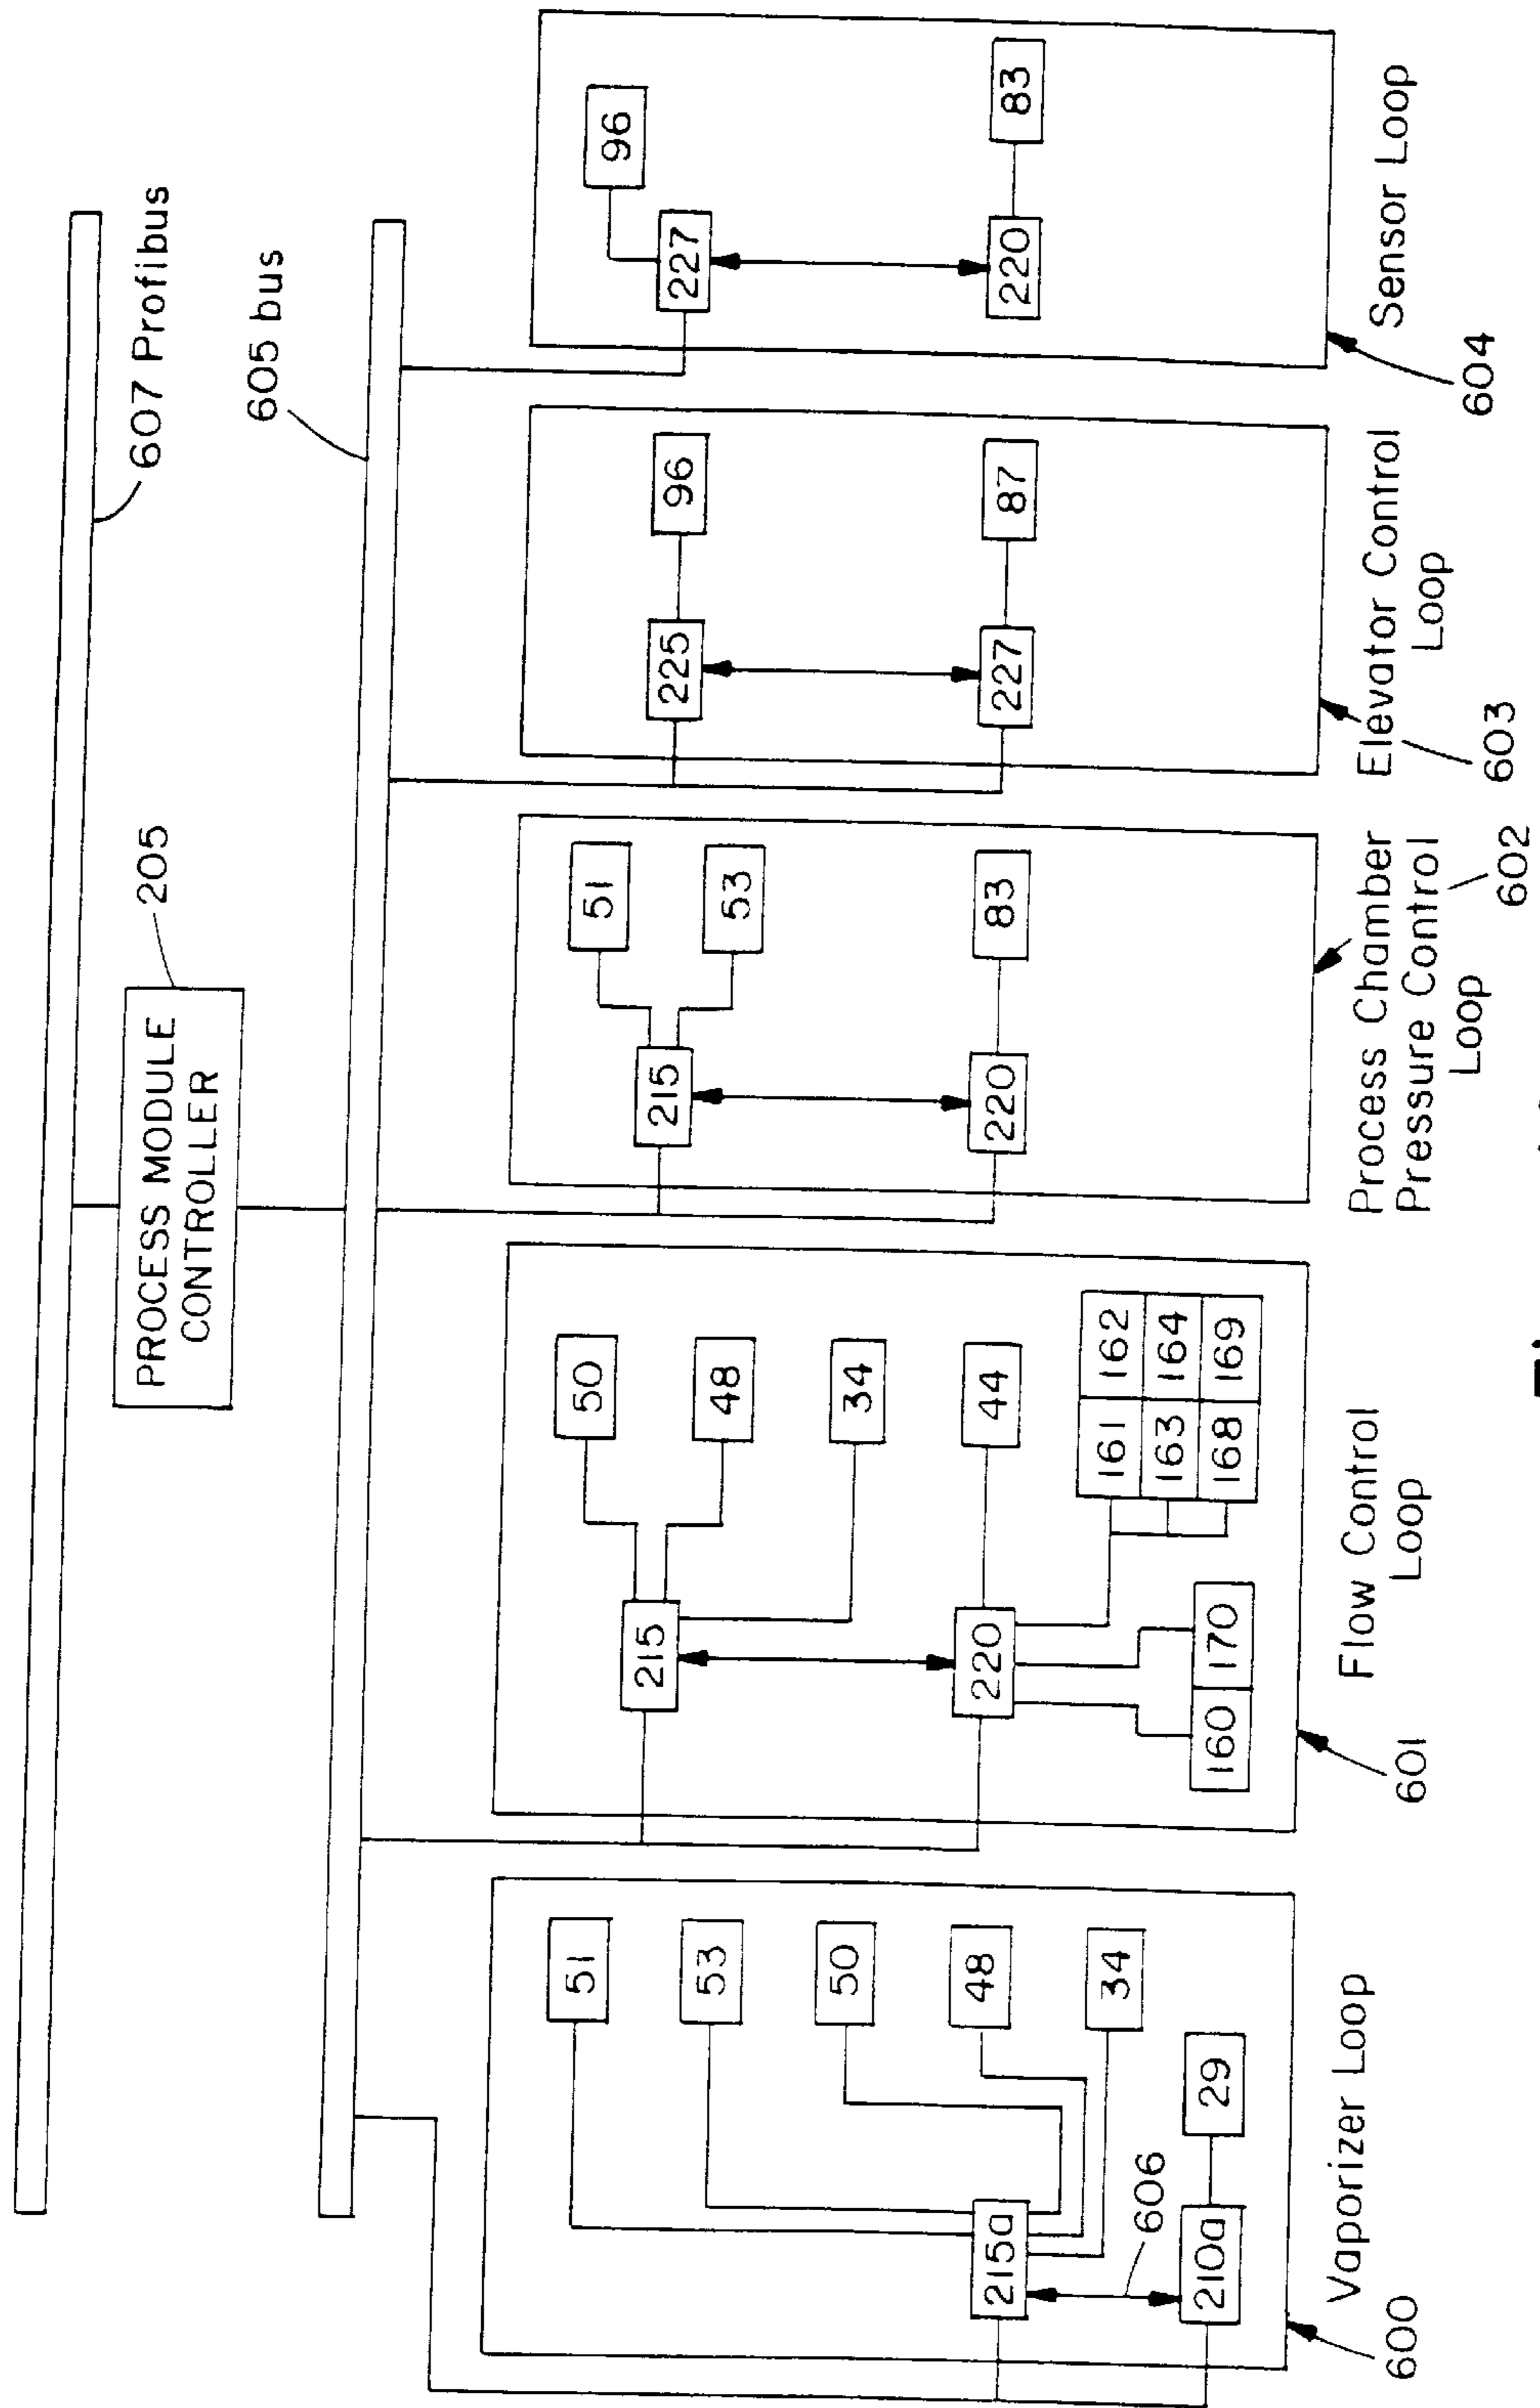 607 Profibus
PROCESS MODULE
CONTROLLER
205
605 bus
51
53
50
48
34
215a
606
210a
29
Vaporizer Loop
600
50
48
34
215
44
220
161
162
163
164
168
169
160
170
Flow Control
Loop
601
51
53
215
220
83
Process Chamber
Pressure Control
Loop
602
225
96
227
87
Elevator Control
Loop
603
96
227
220
83
Sensor Loop
604